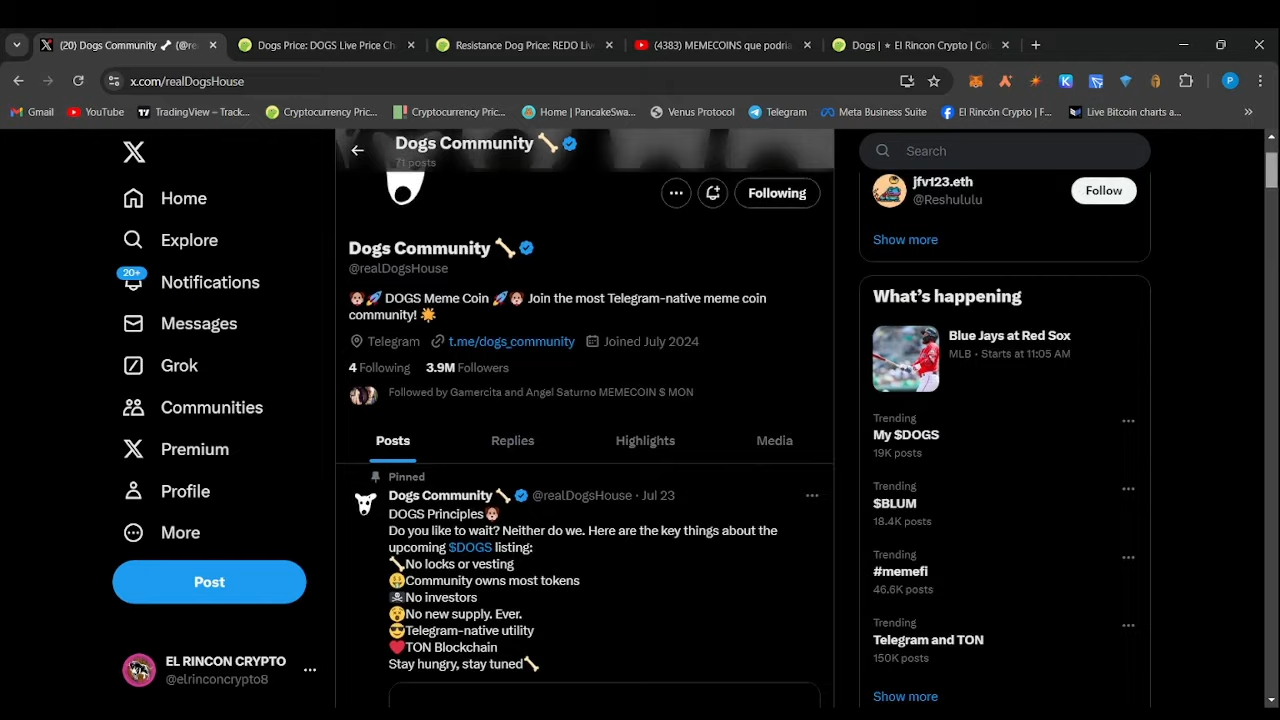 (20) Dogs Community 🦴 (@re
Dogs Price: DOGS Live Price Ch
Resistance Dog Price: REDO Liv
(4383) MEMECOINS que podria
Dogs | ★ El Rincon Crypto | Coi
x.com/realDogsHouse
P
Gmail
YouTube
TradingView – Track...
Cryptocurrency Pric...
Cryptocurrency Pric...
Home | PancakeSwa...
Venus Protocol
Telegram
Meta Business Suite
El Rincón Crypto | F...
Live Bitcoin charts a...
Home
Explore
20+
Notifications
Messages
Grok
Communities
Premium
Profile
More
Post
EL RINCON CRYPTO
@elrinconcrypto8
Dogs Community 🦴
71 posts
Following
Dogs Community 🦴
@realDogsHouse
🐶🚀 DOGS Meme Coin 🚀🐶 Join the most Telegram-native meme coin
community! 🌟
Telegram t.me/dogs_community Joined July 2024
4 Following 3.9M Followers
Followed by Gamercita and Angel Saturno MEMECOIN $ MON
Posts Replies Highlights Media
Pinned
Dogs Community 🦴 @realDogsHouse · Jul 23
DOGS Principles🐶
Do you like to wait? Neither do we. Here are the key things about the
upcoming $DOGS listing:
🦴No locks or vesting
🤑Community owns most tokens
🏴‍☠️No investors
😮No new supply. Ever.
😎Telegram-native utility
❤️TON Blockchain
Stay hungry, stay tuned🦴
Search
jfv123.eth
@Reshululu
Follow
Show more
What's happening
Blue Jays at Red Sox
MLB · Starts at 11:05 AM
Trending
My $DOGS
19K posts
Trending
$BLUM
18.4K posts
Trending
#memefi
46.6K posts
Trending
Telegram and TON
150K posts
Show more